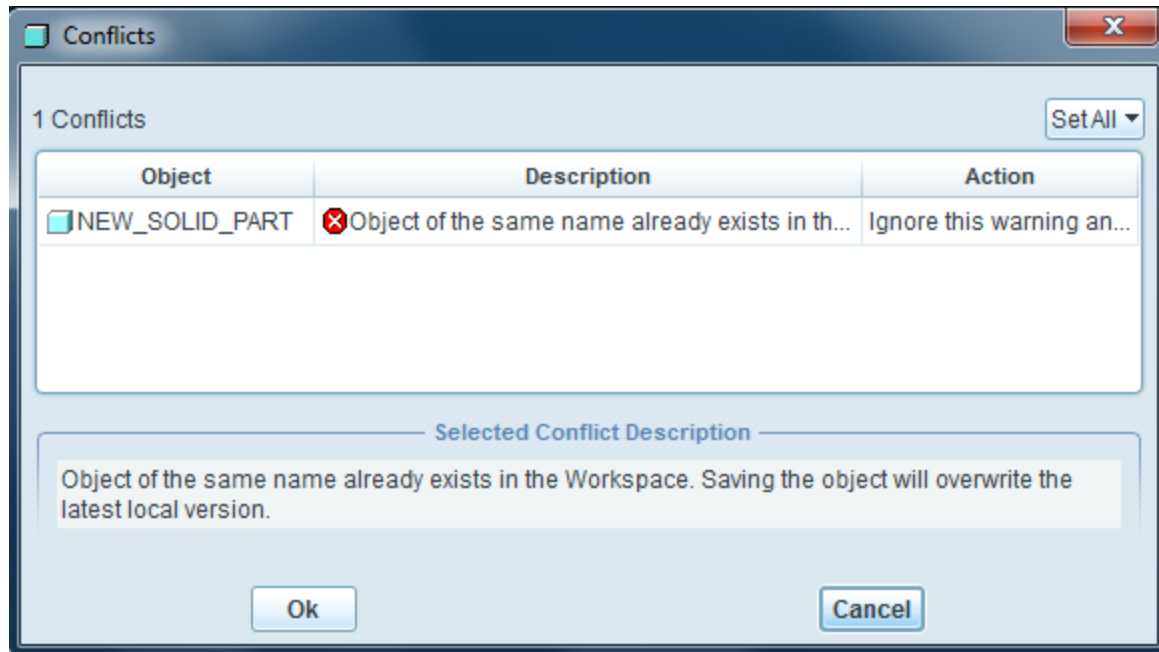 Conflicts
1 Conflicts
Set All
Object Description Action
NEW_SOLID_PART Object of the same name already exists in th... Ignore this warning an...
Selected Conflict Description
Object of the same name already exists in the Workspace. Saving the object will overwrite the
latest local version.
Ok Cancel